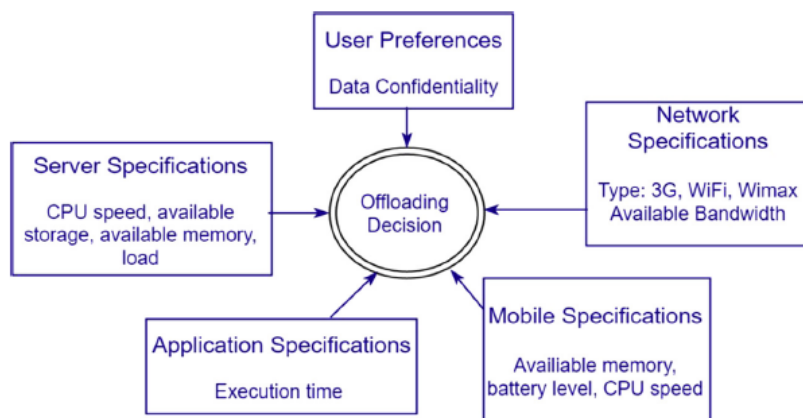 User Preferences
Data Confidentiality
Network
Specifications
Type: 3G, WiFi, Wimax
Available Bandwidth
Server Specifications
CPU speed, available
storage, available memory,
load
Offloading
Decision
Application Specifications
Execution time
Mobile Specifications
Availiable memory,
battery level, CPU speed